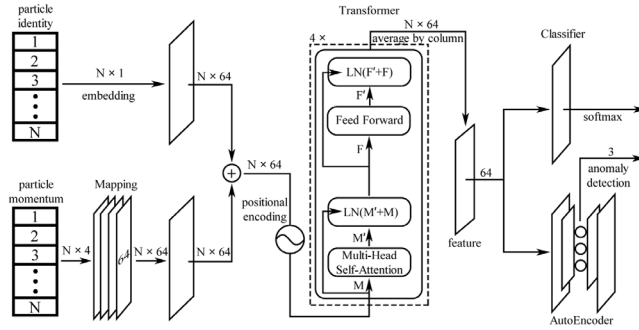 particle
identity
1
2
3
N
N × 1
embedding
N × 64
particle
momentum
1
2
3
N
N × 4
Mapping
64
N × 64
N × 64
N × 64
positional
encoding
Transformer
4 ×
LN(F'+F)
F'
Feed Forward
F
LN(M'+M)
M'
Multi-Head
Self-Attention
M
N × 64
average by column
feature
64
Classifier
softmax
3
anomaly
detection
AutoEncoder